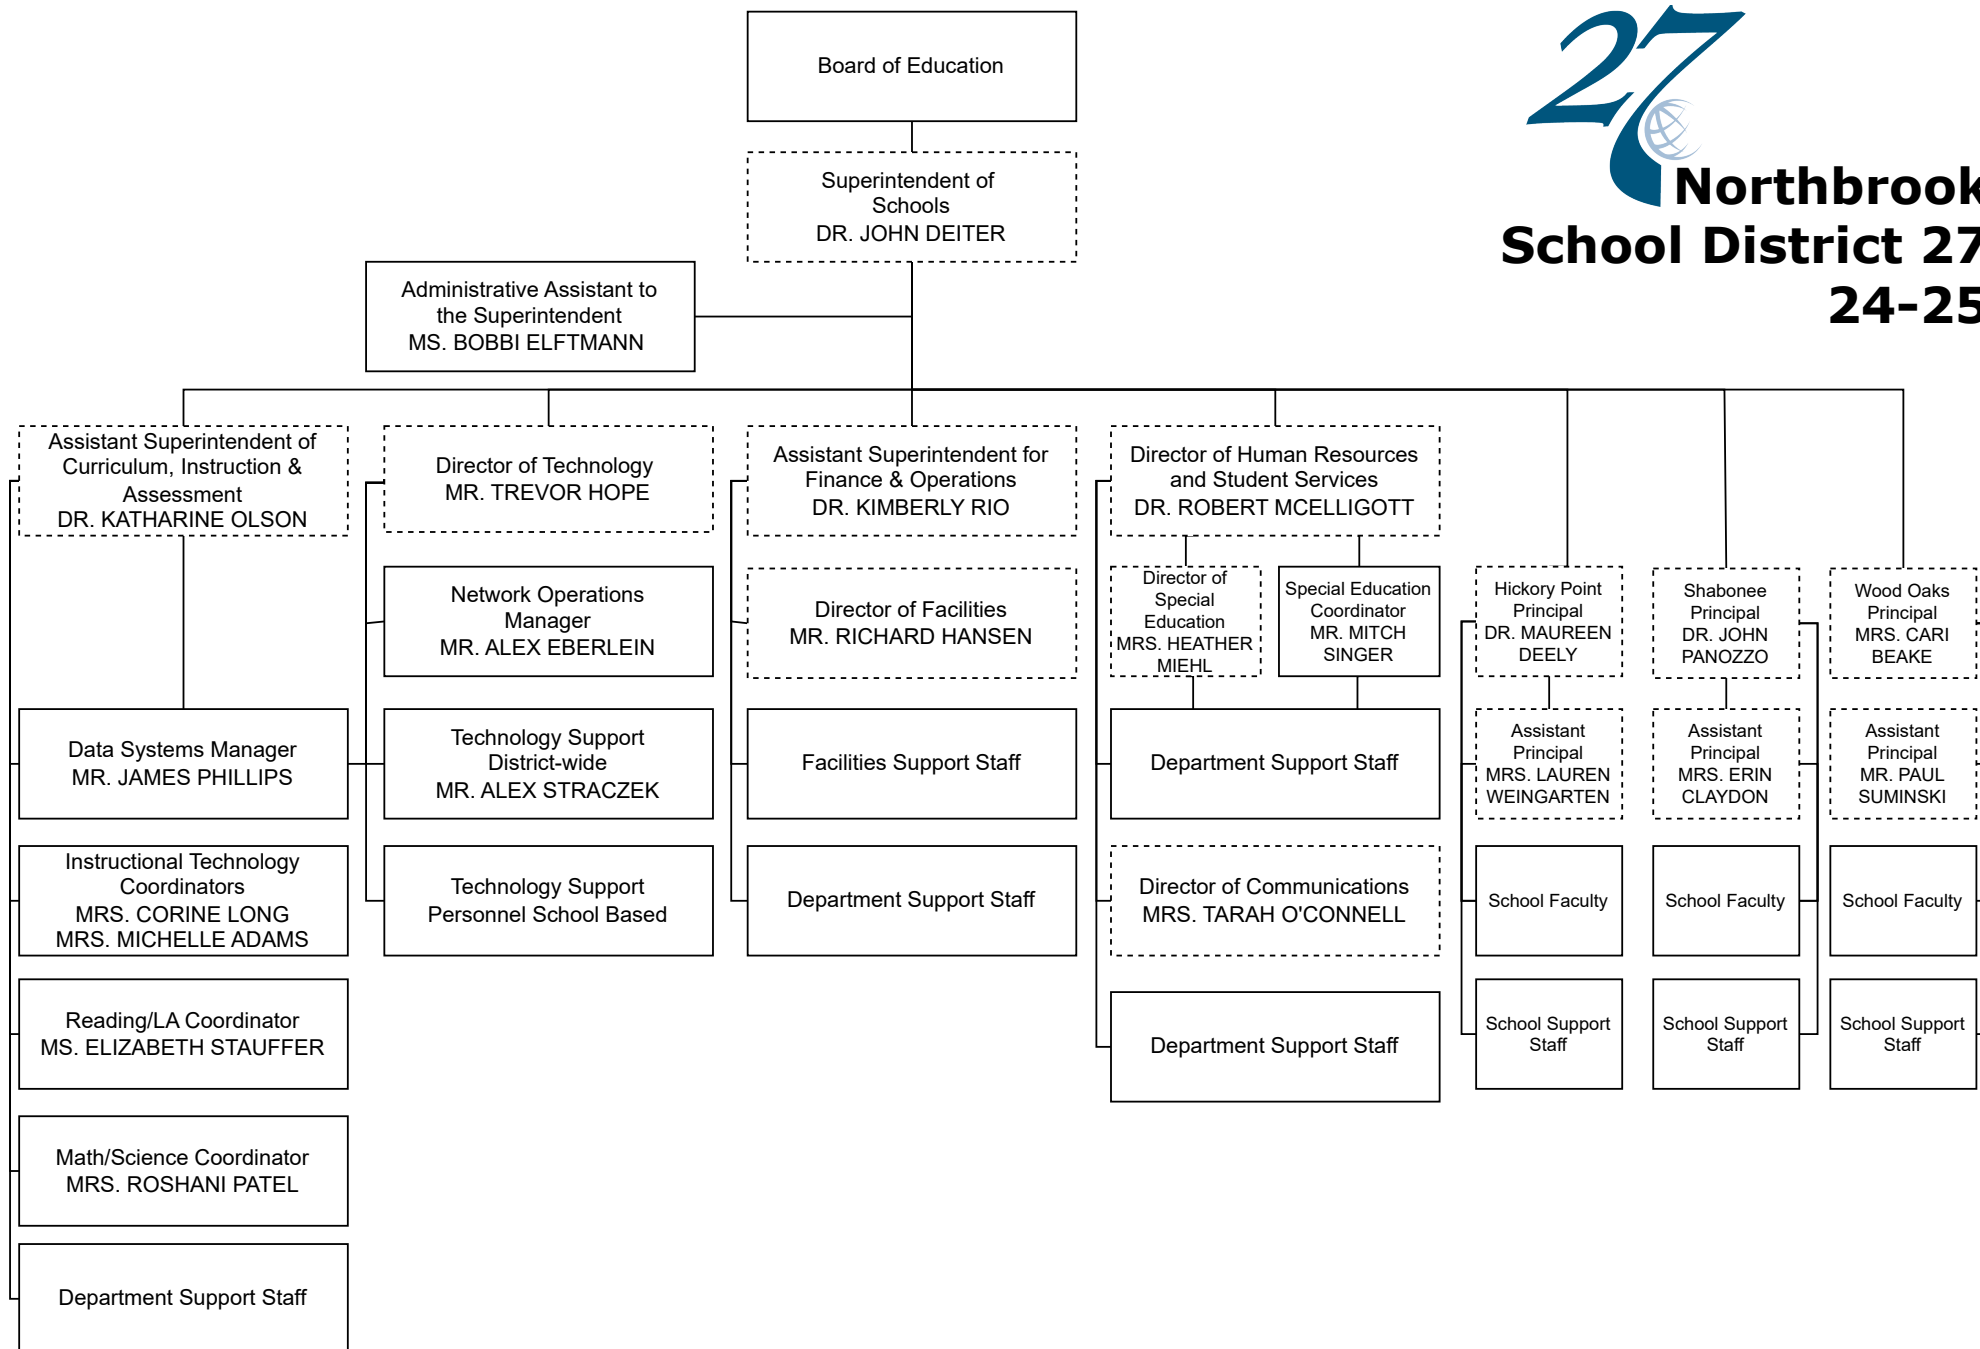 27
Northbrook
School District 27
24-25
Board of Education
Superintendent of
Schools
DR. JOHN DEITER
Administrative Assistant to
the Superintendent
MS. BOBBI ELFTMANN
Assistant Superintendent of
Curriculum, Instruction &
Assessment
DR. KATHARINE OLSON
Director of Technology
MR. TREVOR HOPE
Assistant Superintendent for
Finance & Operations
DR. KIMBERLY RIO
Director of Human Resources
and Student Services
DR. ROBERT MCELLIGOTT
Network Operations
Manager
MR. ALEX EBERLEIN
Director of Facilities
MR. RICHARD HANSEN
Director of
Special
Education
MRS. HEATHER
MIEHL
Special Education
Coordinator
MR. MITCH
SINGER
Hickory Point
Principal
DR. MAUREEN
DEELY
Shabonee
Principal
DR. JOHN
PANOZZO
Wood Oaks
Principal
MRS. CARI
BEAKE
Data Systems Manager
MR. JAMES PHILLIPS
Technology Support
District-wide
MR. ALEX STRACZEK
Facilities Support Staff
Department Support Staff
Assistant
Principal
MRS. LAUREN
WEINGARTEN
Assistant
Principal
MRS. ERIN
CLAYDON
Assistant
Principal
MR. PAUL
SUMINSKI
Instructional Technology
Coordinators
MRS. CORINE LONG
MRS. MICHELLE ADAMS
Technology Support
Personnel School Based
Department Support Staff
Director of Communications
MRS. TARAH O'CONNELL
School Faculty
School Faculty
School Faculty
Reading/LA Coordinator
MS. ELIZABETH STAUFFER
Department Support Staff
School Support
Staff
School Support
Staff
School Support
Staff
Math/Science Coordinator
MRS. ROSHANI PATEL
Department Support Staff